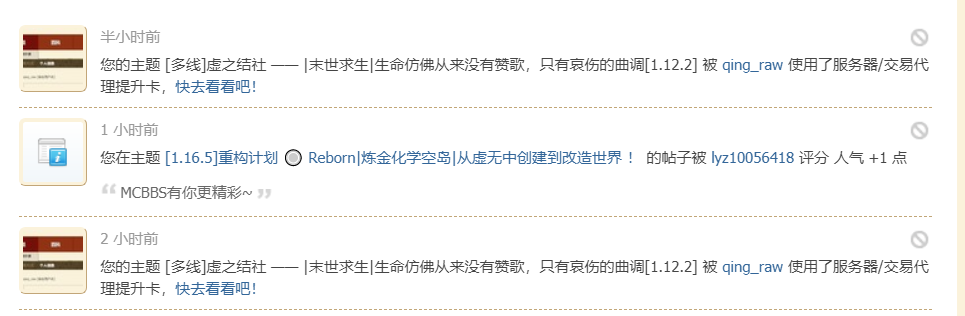 半小时前
您的主题 [多线]虚之结社 —— |末世求生|生命仿佛从来没有赞歌，只有哀伤的曲调[1.12.2] 被 qing_raw 使用了服务器/交易代
理提升卡，快去看看吧！
1 小时前
您在主题 [1.16.5]重构计划 Reborn|炼金化学空岛|从虚无中创建到改造世界 ！ 的帖子被 lyz10056418 评分 人气 +1 点
“ MCBBS有你更精彩~ ”
2 小时前
您的主题 [多线]虚之结社 —— |末世求生|生命仿佛从来没有赞歌，只有哀伤的曲调[1.12.2] 被 qing_raw 使用了服务器/交易代
理提升卡，快去看看吧！